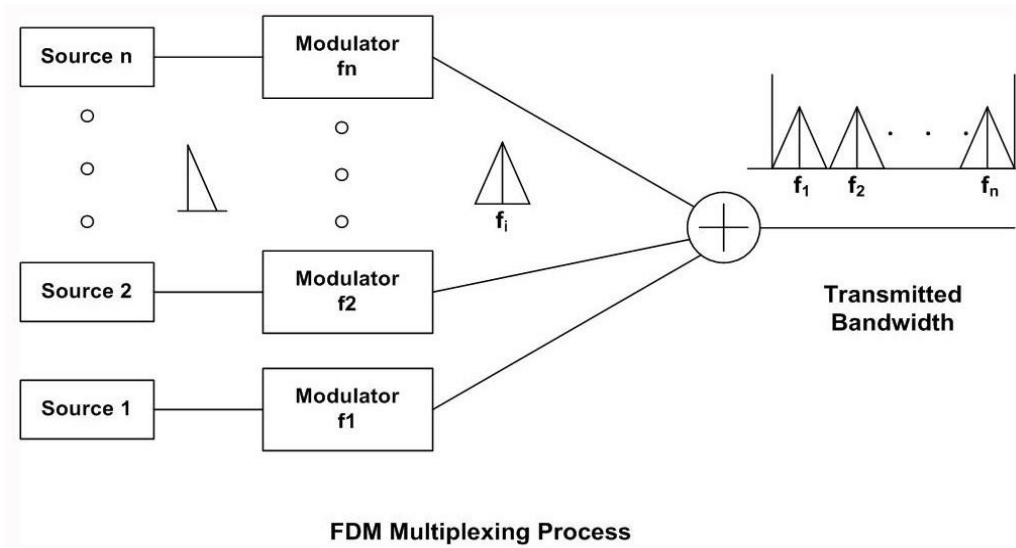 Source n
Modulator
fn
f₁
f₂
fₙ
fᵢ
Source 2
Modulator
f2
Transmitted
Bandwidth
Source 1
Modulator
f1
FDM Multiplexing Process